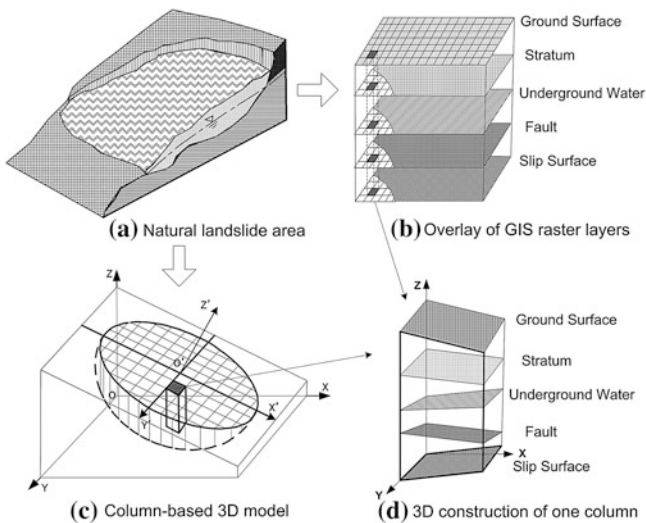 Ground Surface
Stratum
Underground Water
Fault
Slip Surface
(a) Natural landslide area
(b) Overlay of GIS raster layers
Z
Z'
O'
O
X
X'
Y'
Y
(c) Column-based 3D model
Z
Ground Surface
Stratum
Underground Water
Fault
X
Slip Surface
Y
(d) 3D construction of one column